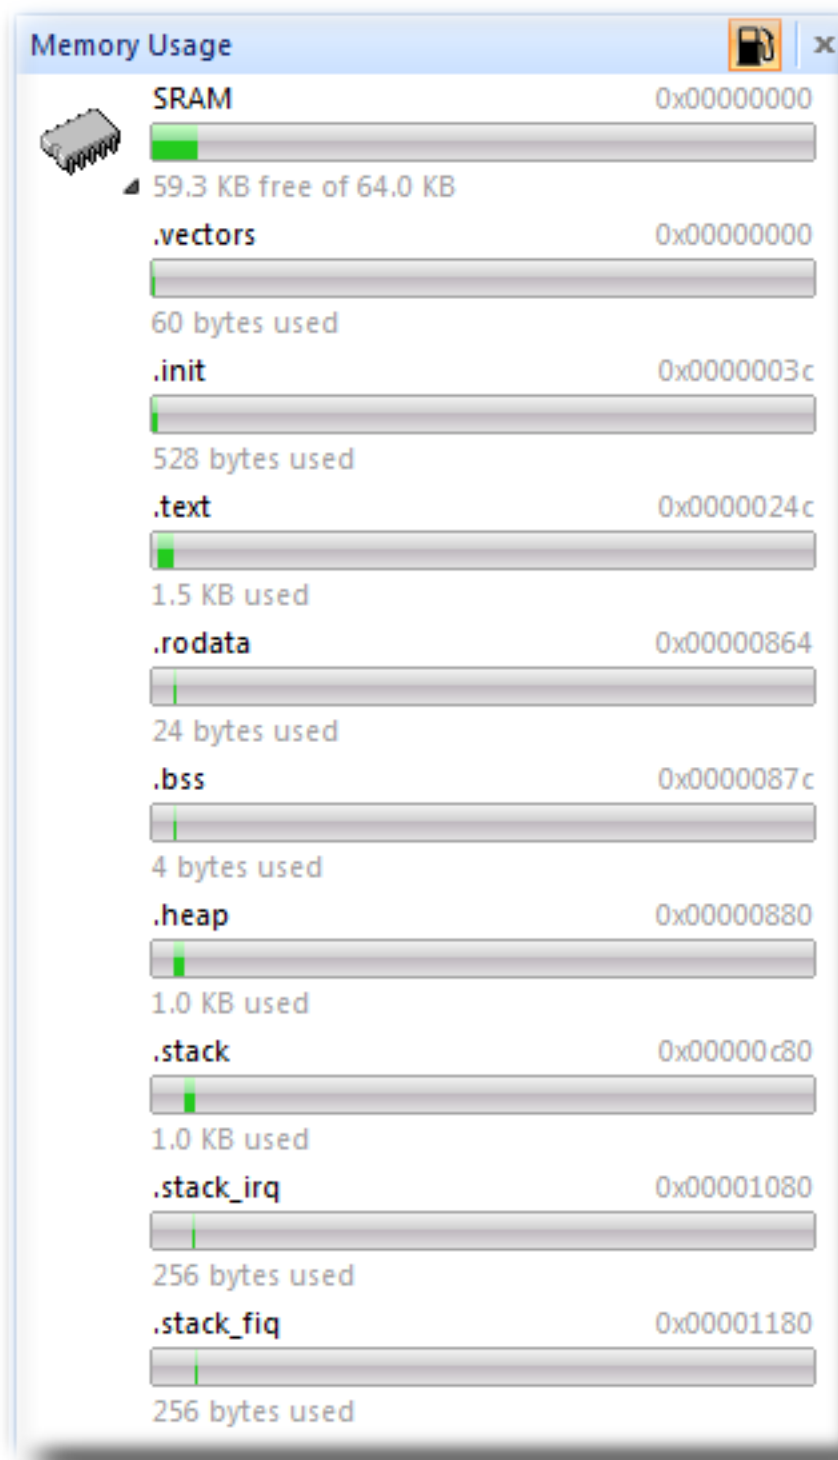 Memory Usage
SRAM 0x00000000
59.3 KB free of 64.0 KB
.vectors 0x00000000
60 bytes used
.init 0x0000003c
528 bytes used
.text 0x0000024c
1.5 KB used
.rodata 0x00000864
24 bytes used
.bss 0x0000087c
4 bytes used
.heap 0x00000880
1.0 KB used
.stack 0x00000c80
1.0 KB used
.stack_irq 0x00001080
256 bytes used
.stack_fiq 0x00001180
256 bytes used